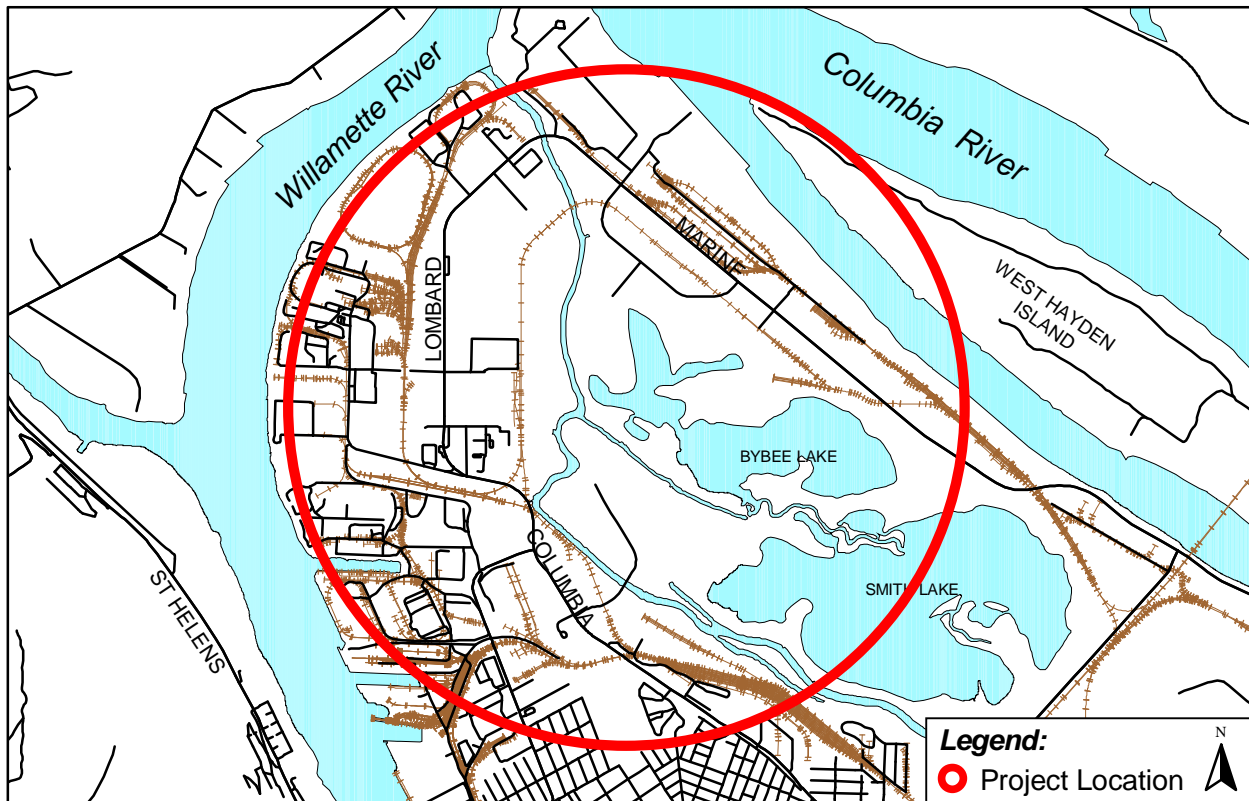 Willamette River
Columbia River
MARINE
WEST HAYDEN
ISLAND
LOMBARD
BYBEE LAKE
COLUMBIA
SMITH LAKE
ST HELENS
Legend:
Project Location
N